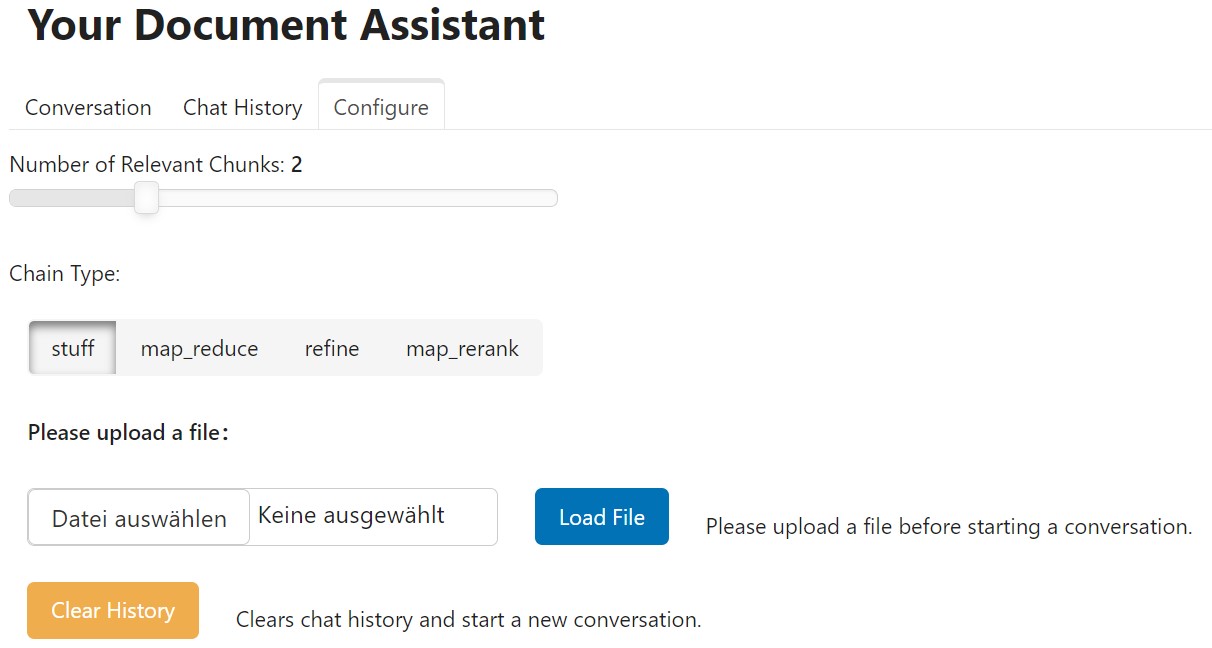 Your Document Assistant
Conversation Chat History Configure
Number of Relevant Chunks: 2
Chain Type:
stuff map_reduce refine map_rerank
Please upload a file:
Datei auswählen Keine ausgewählt Load File Please upload a file before starting a conversation.
Clear History Clears chat history and start a new conversation.